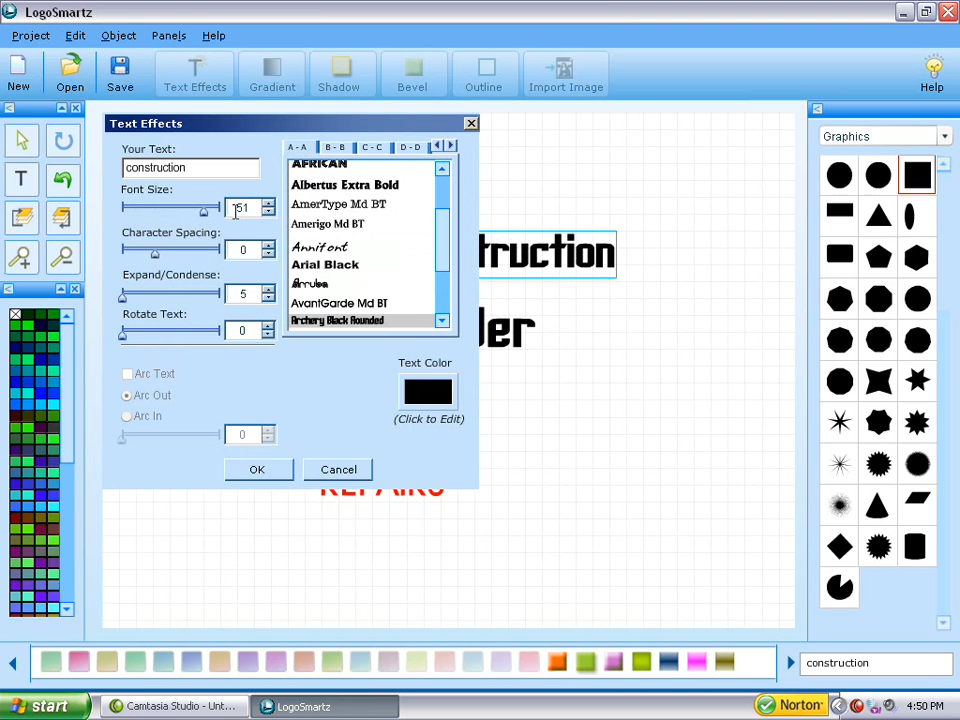 LogoSmartz
Project Edit Object Panels Help
New Open Save Text Effects Gradient Shadow Bevel Outline Import Image Help
Text Effects
Your Text:
construction
Font Size:
51
Character Spacing:
0
Expand/Condense:
5
Rotate Text:
0
Arc Text
Arc Out
Arc In
0
OK Cancel
A - A B - B C - C D - D
AFRICAN
Albertus Extra Bold
AmerType Md BT
Amerigo Md BT
Annifont
Arial Black
Arruba
AvantGarde Md BT
Archery Black Rounded
Text Color
(Click to Edit)
truction
der
REPAIRS
Graphics
construction
start Camtasia Studio - Unt... LogoSmartz Norton 4:50 PM